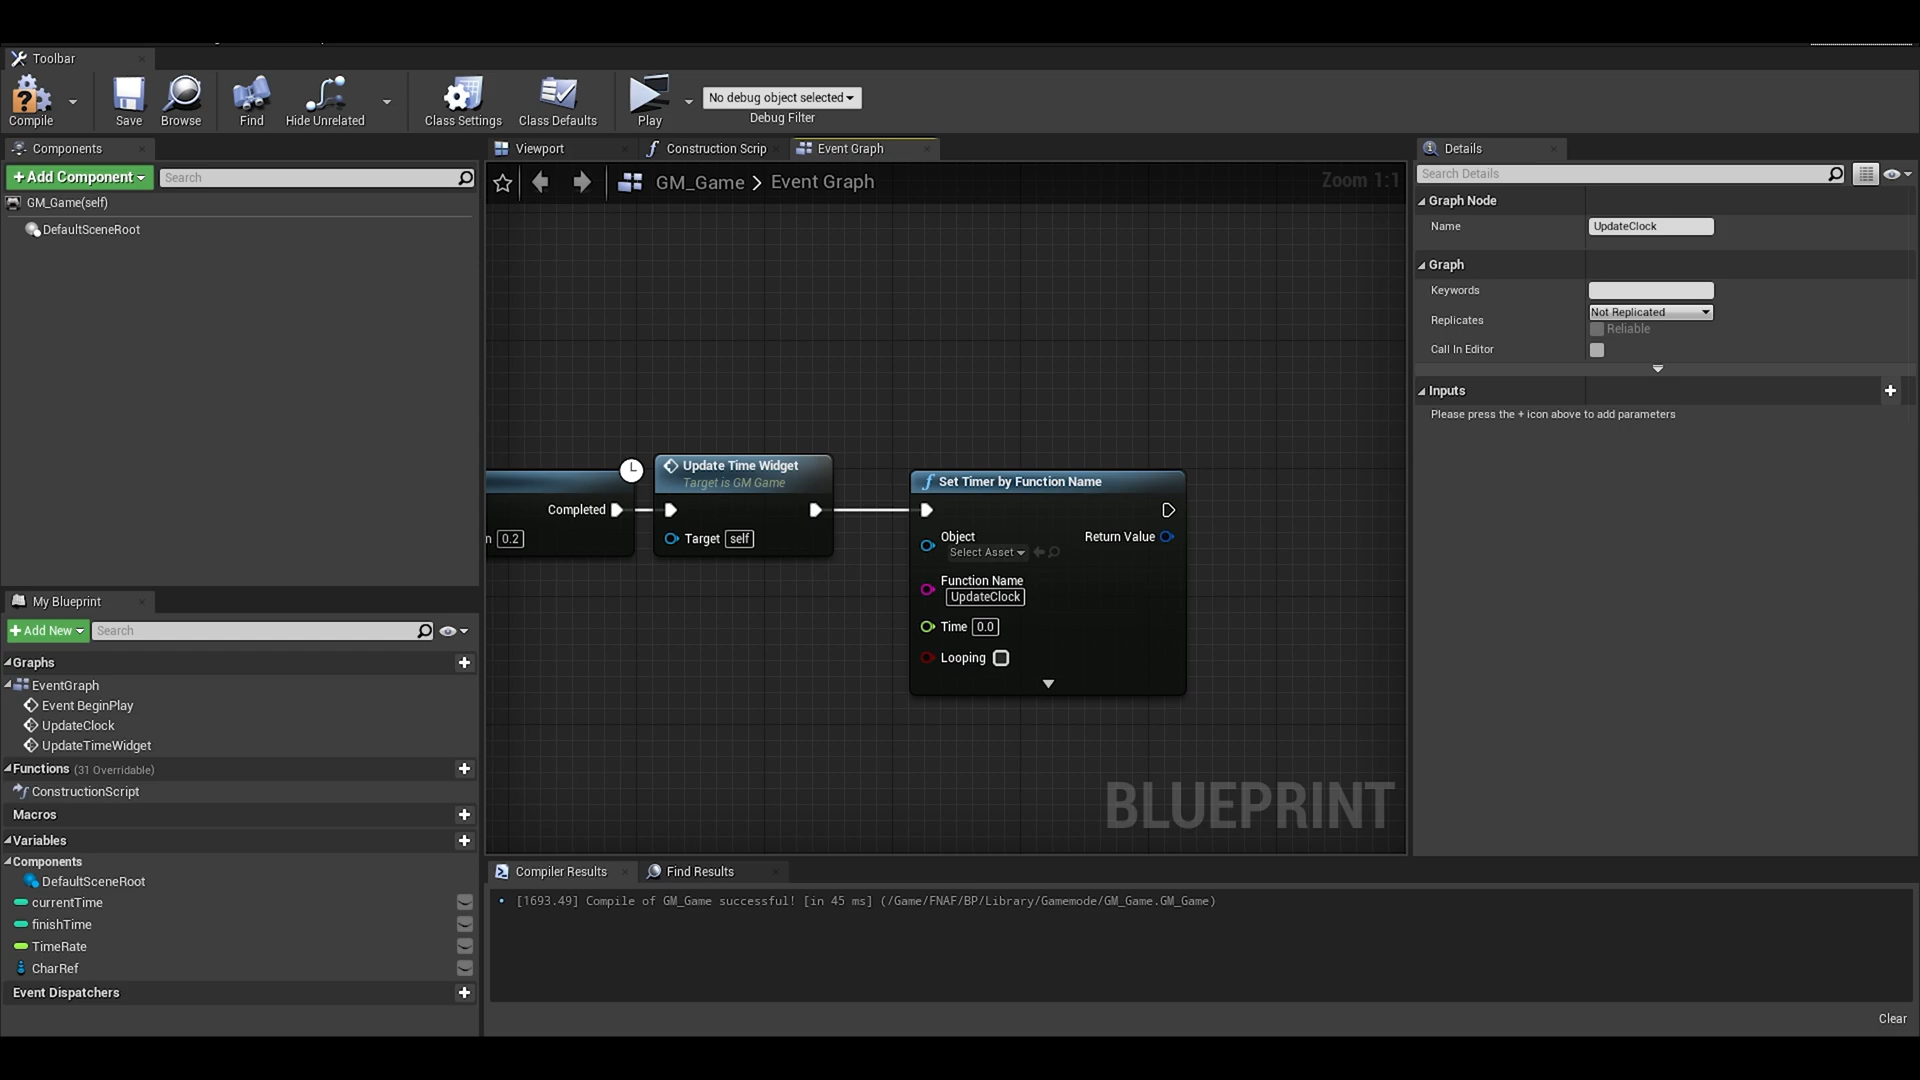 Toolbar
Compile
Save
Browse
Find
Hide Unrelated
Class Settings
Class Defaults
Play
No debug object selected
Debug Filter
Components
Viewport
Construction Scrip
Event Graph
Details
+Add Component
Search
GM_Game > Event Graph
Zoom 1:1
Search Details
GM_Game(self)
DefaultSceneRoot
Graph Node
Name
UpdateClock
Graph
Keywords
Replicates
Not Replicated
Reliable
Call In Editor
Inputs
Please press the + icon above to add parameters
Completed
n 0.2
Update Time Widget
Target is GM Game
Target self
Set Timer by Function Name
Object
Select Asset
Return Value
Function Name
UpdateClock
Time 0.0
Looping
BLUEPRINT
My Blueprint
+Add New
Search
Graphs
EventGraph
Event BeginPlay
UpdateClock
UpdateTimeWidget
Functions (31 Overridable)
ConstructionScript
Macros
Variables
Components
DefaultSceneRoot
currentTime
finishTime
TimeRate
CharRef
Event Dispatchers
Compiler Results
Find Results
[1693.49] Compile of GM_Game successful! [in 45 ms] (/Game/FNAF/BP/Library/Gamemode/GM_Game.GM_Game)
Clear